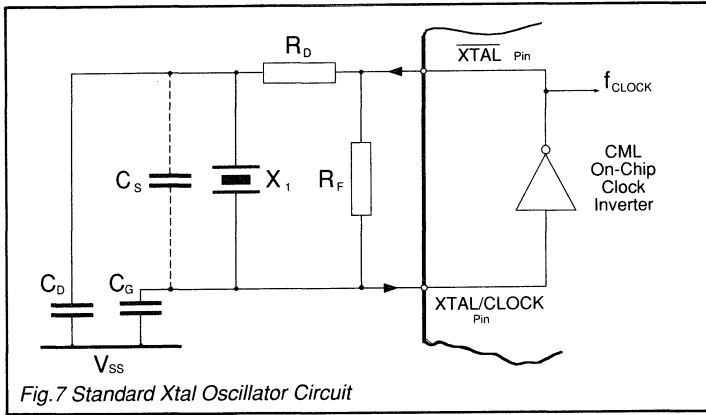 R_D
XTAL Pin
f_CLOCK
C_S
X_1
R_F
CML
On-Chip
Clock
Inverter
C_D
C_G
XTAL/CLOCK
Pin
V_SS
Fig.7 Standard Xtal Oscillator Circuit